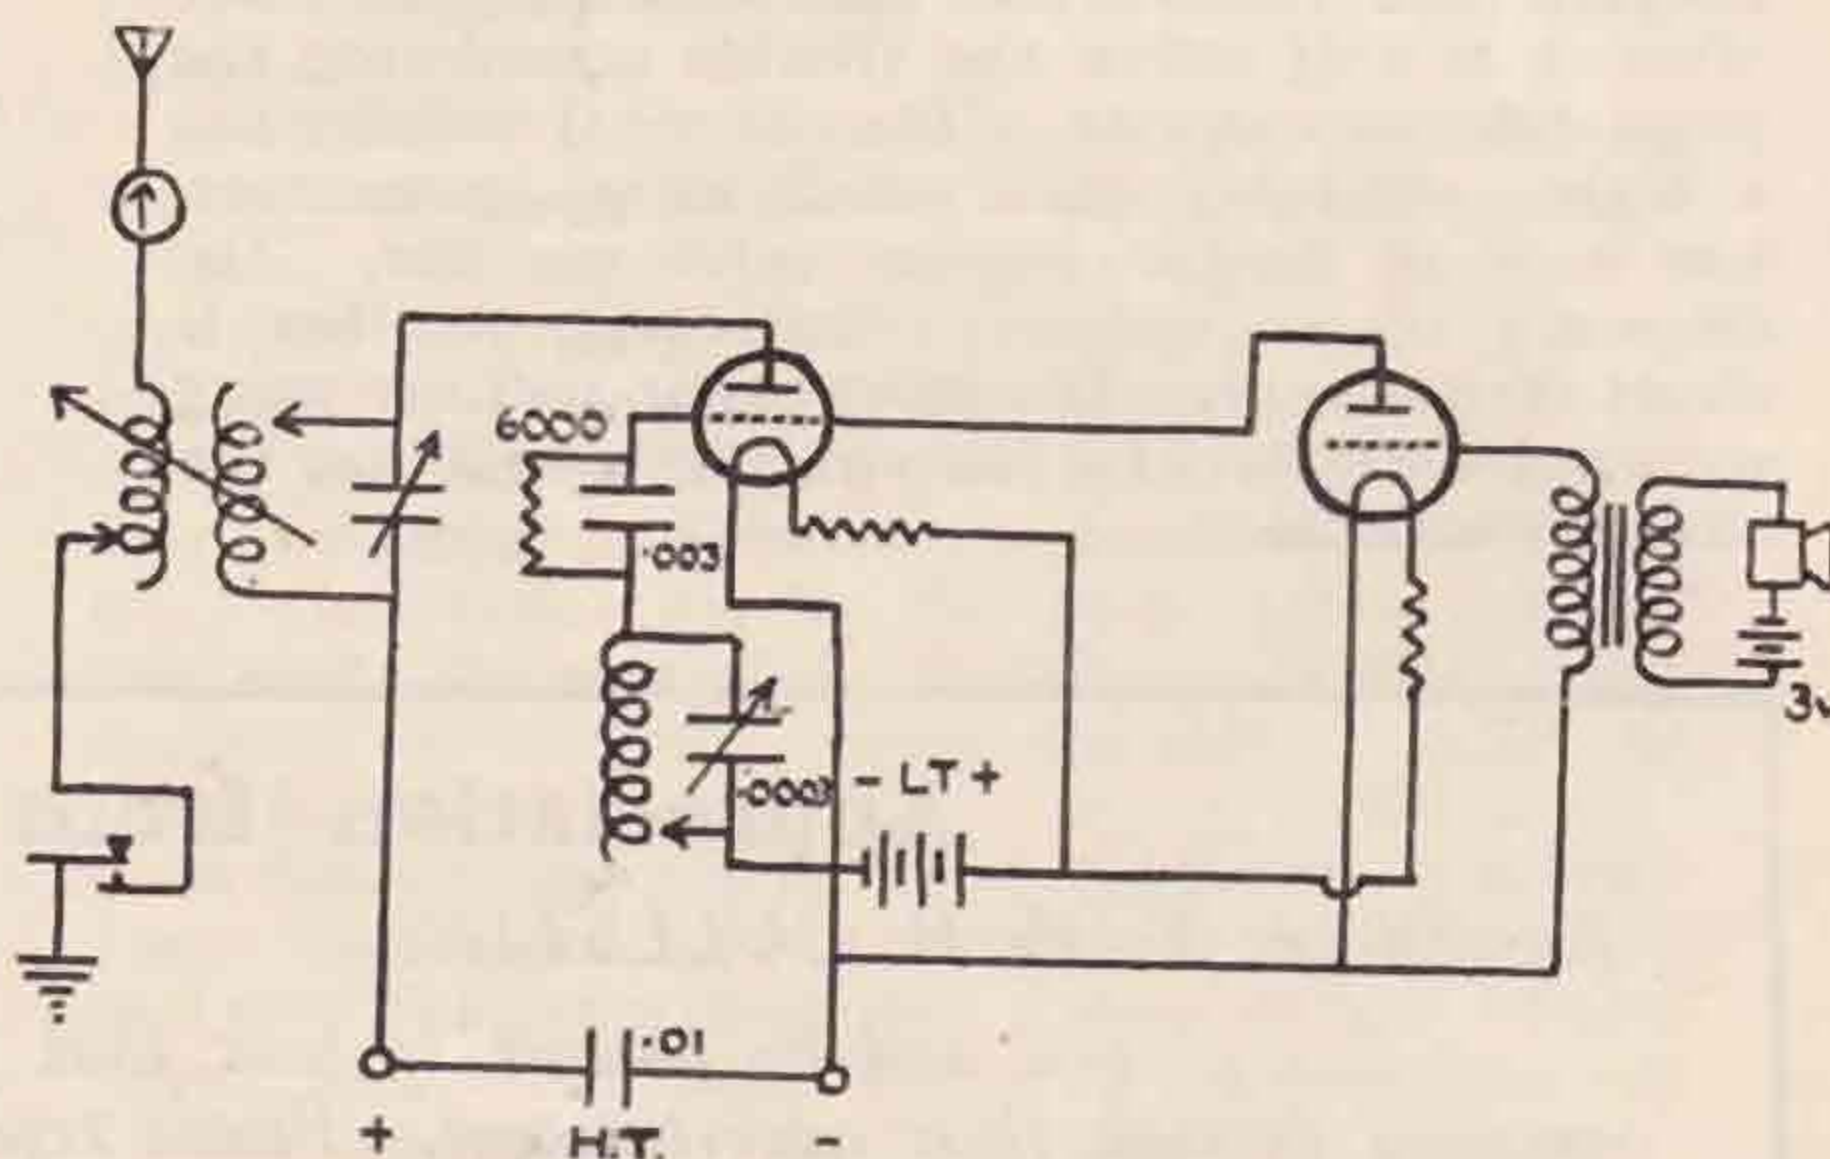 6000
.003
.0003
- LT +
3v
.01
+ H.T. -